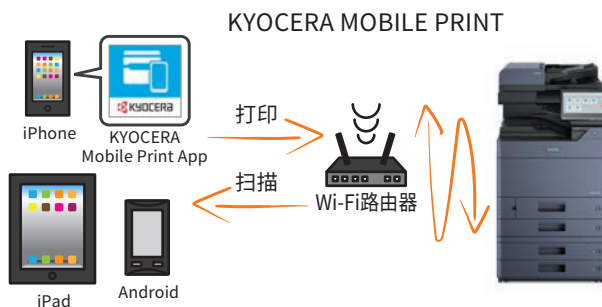 KYOCERA MOBILE PRINT
KYOCERA
iPhone
KYOCERA
Mobile Print App
打印
扫描
Wi-Fi路由器
iPad
Android